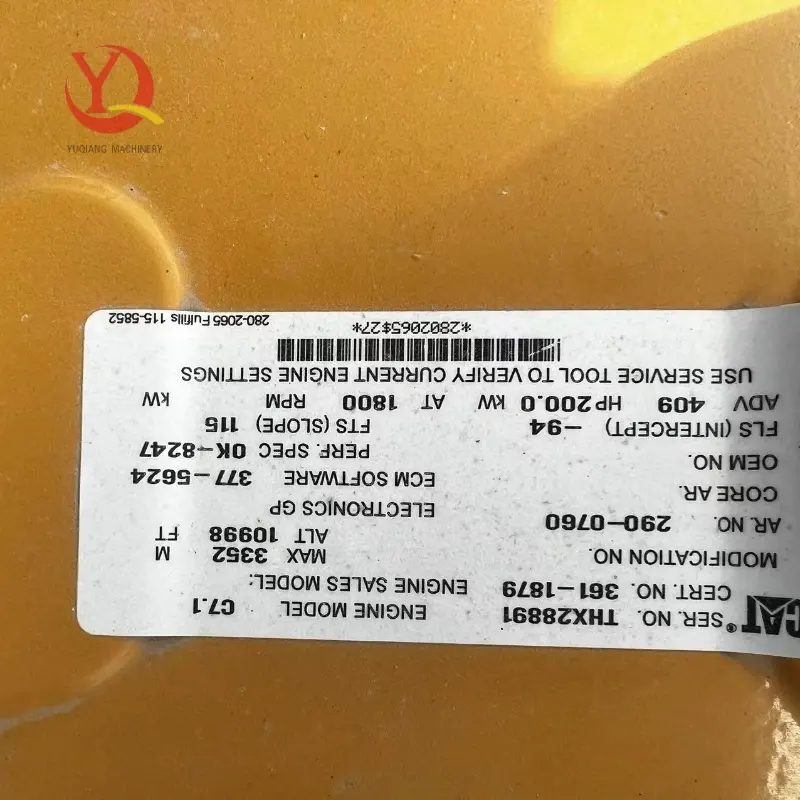 YUQIANG MACHINERY
CAT® SER. NO. THX28891 ENGINE MODEL C7.1
CERT. NO. 361-1879 ENGINE SALES MODEL:
MODIFICATION NO. MAX 3352 M
ALT 10998 FT
AR. NO. 290-0760
ELECTRONICS GP
CORE AR.
ECM SOFTWARE 377-5624
OEM NO.
PERF. SPEC 0K-8247
FLS (INTERCEPT) -94 FTS (SLOPE) 115
ADV 409 HP 200.0 KW AT 1800 RPM KW
USE SERVICE TOOL TO VERIFY CURRENT ENGINE SETTINGS
*2802065$27*
280-2065 Fulfills 115-5852